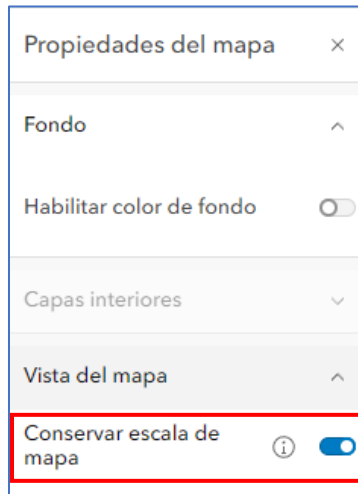 Propiedades del mapa
Fondo
Habilitar color de fondo
Capas interiores
Vista del mapa
Conservar escala de
mapa